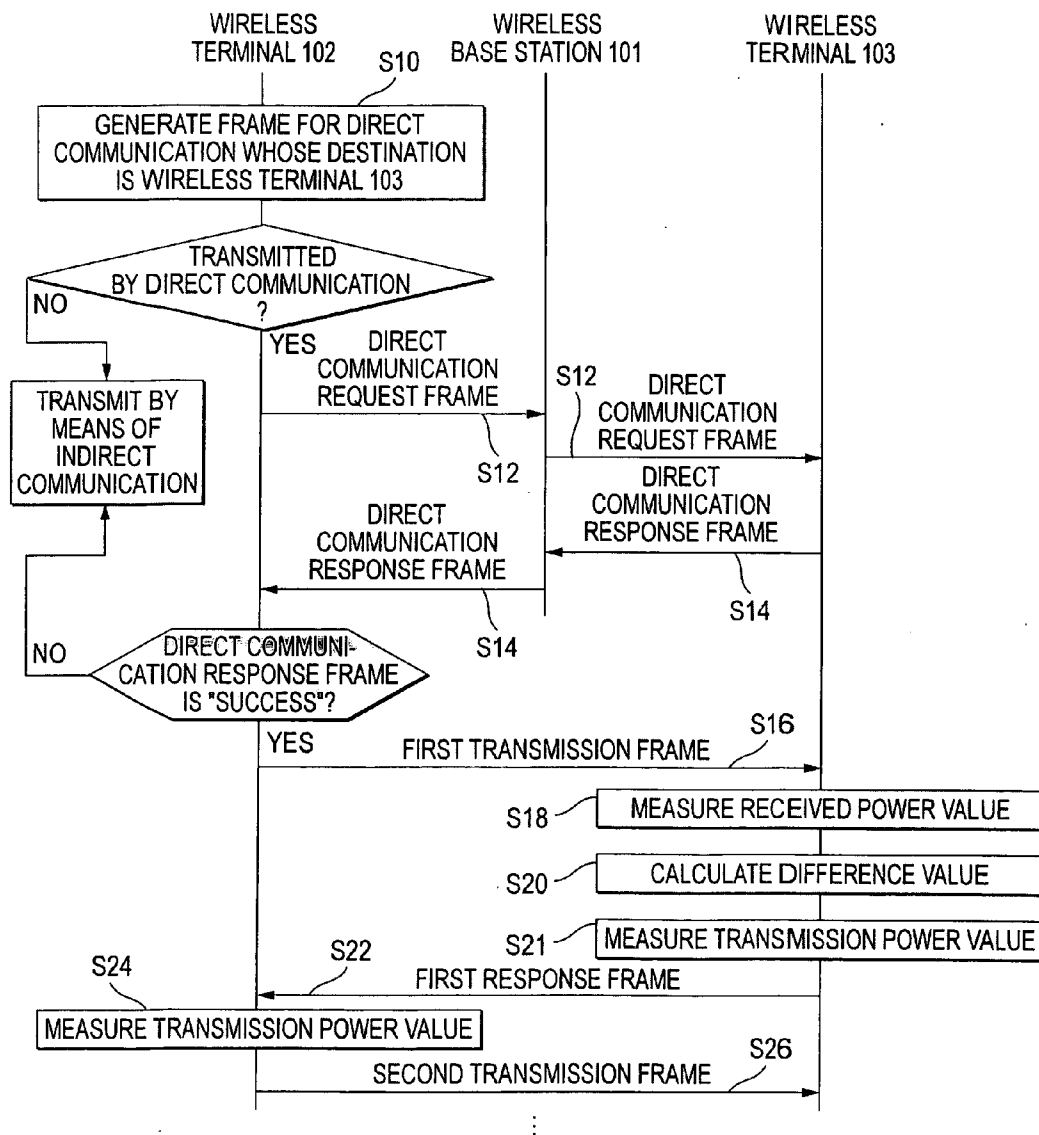 WIRELESS
TERMINAL 102
WIRELESS
BASE STATION 101
WIRELESS
TERMINAL 103
S10
GENERATE FRAME FOR DIRECT
COMMUNICATION WHOSE DESTINATION
IS WIRELESS TERMINAL 103
TRANSMITTED
BY DIRECT COMMUNICATION
?
NO
YES
TRANSMIT BY
MEANS OF
INDIRECT
COMMUNICATION
DIRECT
COMMUNICATION
REQUEST FRAME
S12
S12
DIRECT
COMMUNICATION
REQUEST FRAME
DIRECT
COMMUNICATION
RESPONSE FRAME
S14
DIRECT
COMMUNICATION
RESPONSE FRAME
S14
DIRECT COMMUNI-
CATION RESPONSE FRAME
IS "SUCCESS"?
NO
YES
FIRST TRANSMISSION FRAME
S16
S18
MEASURE RECEIVED POWER VALUE
S20
CALCULATE DIFFERENCE VALUE
S21
MEASURE TRANSMISSION POWER VALUE
S22
FIRST RESPONSE FRAME
S24
MEASURE TRANSMISSION POWER VALUE
SECOND TRANSMISSION FRAME
S26